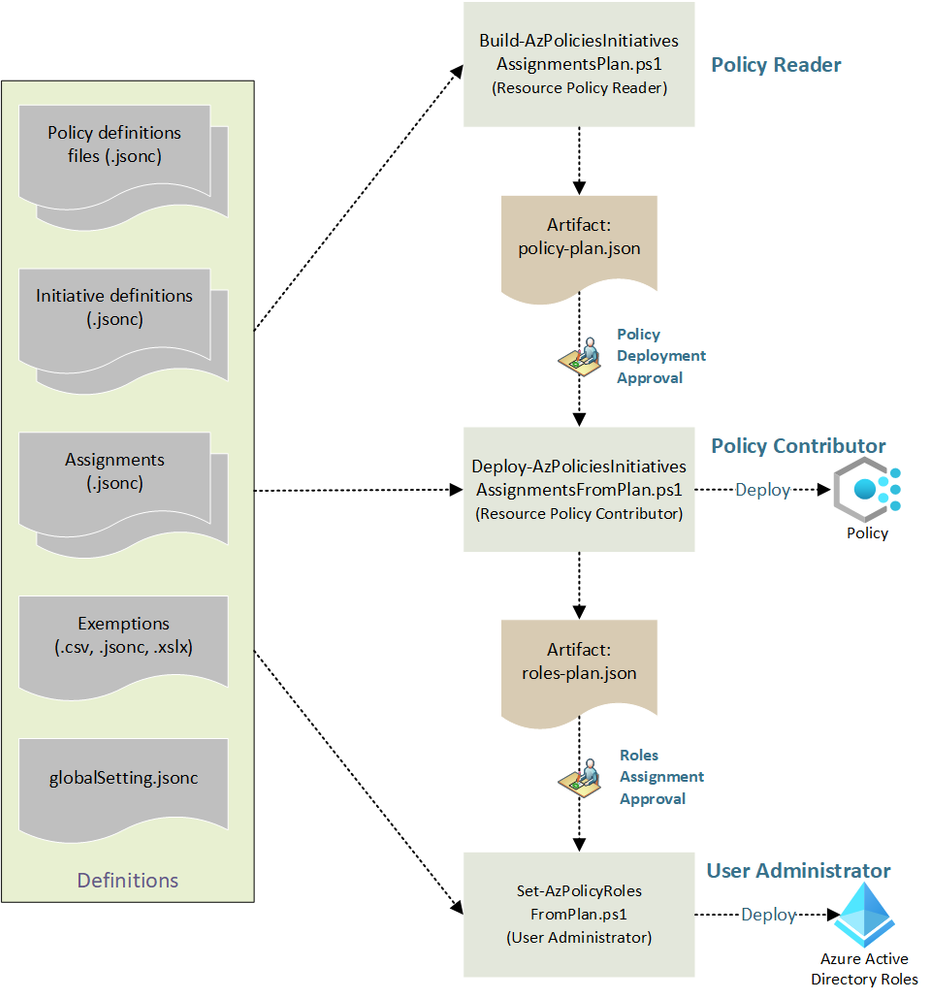 Policy definitions
files (.jsonc)
Initiative definitions
(.jsonc)
Assignments
(.jsonc)
Exemptions
(.csv, .jsonc, .xslx)
globalSetting.jsonc
Definitions
Build-AzPoliciesInitiatives
AssignmentsPlan.ps1
(Resource Policy Reader)
Policy Reader
Artifact:
policy-plan.json
Policy
Deployment
Approval
Deploy-AzPoliciesInitiatives
AssignmentsFromPlan.ps1
(Resource Policy Contributor)
Policy Contributor
Deploy
Policy
Artifact:
roles-plan.json
Roles
Assignment
Approval
Set-AzPolicyRoles
FromPlan.ps1
(User Administrator)
User Administrator
Deploy
Azure Active
Directory Roles